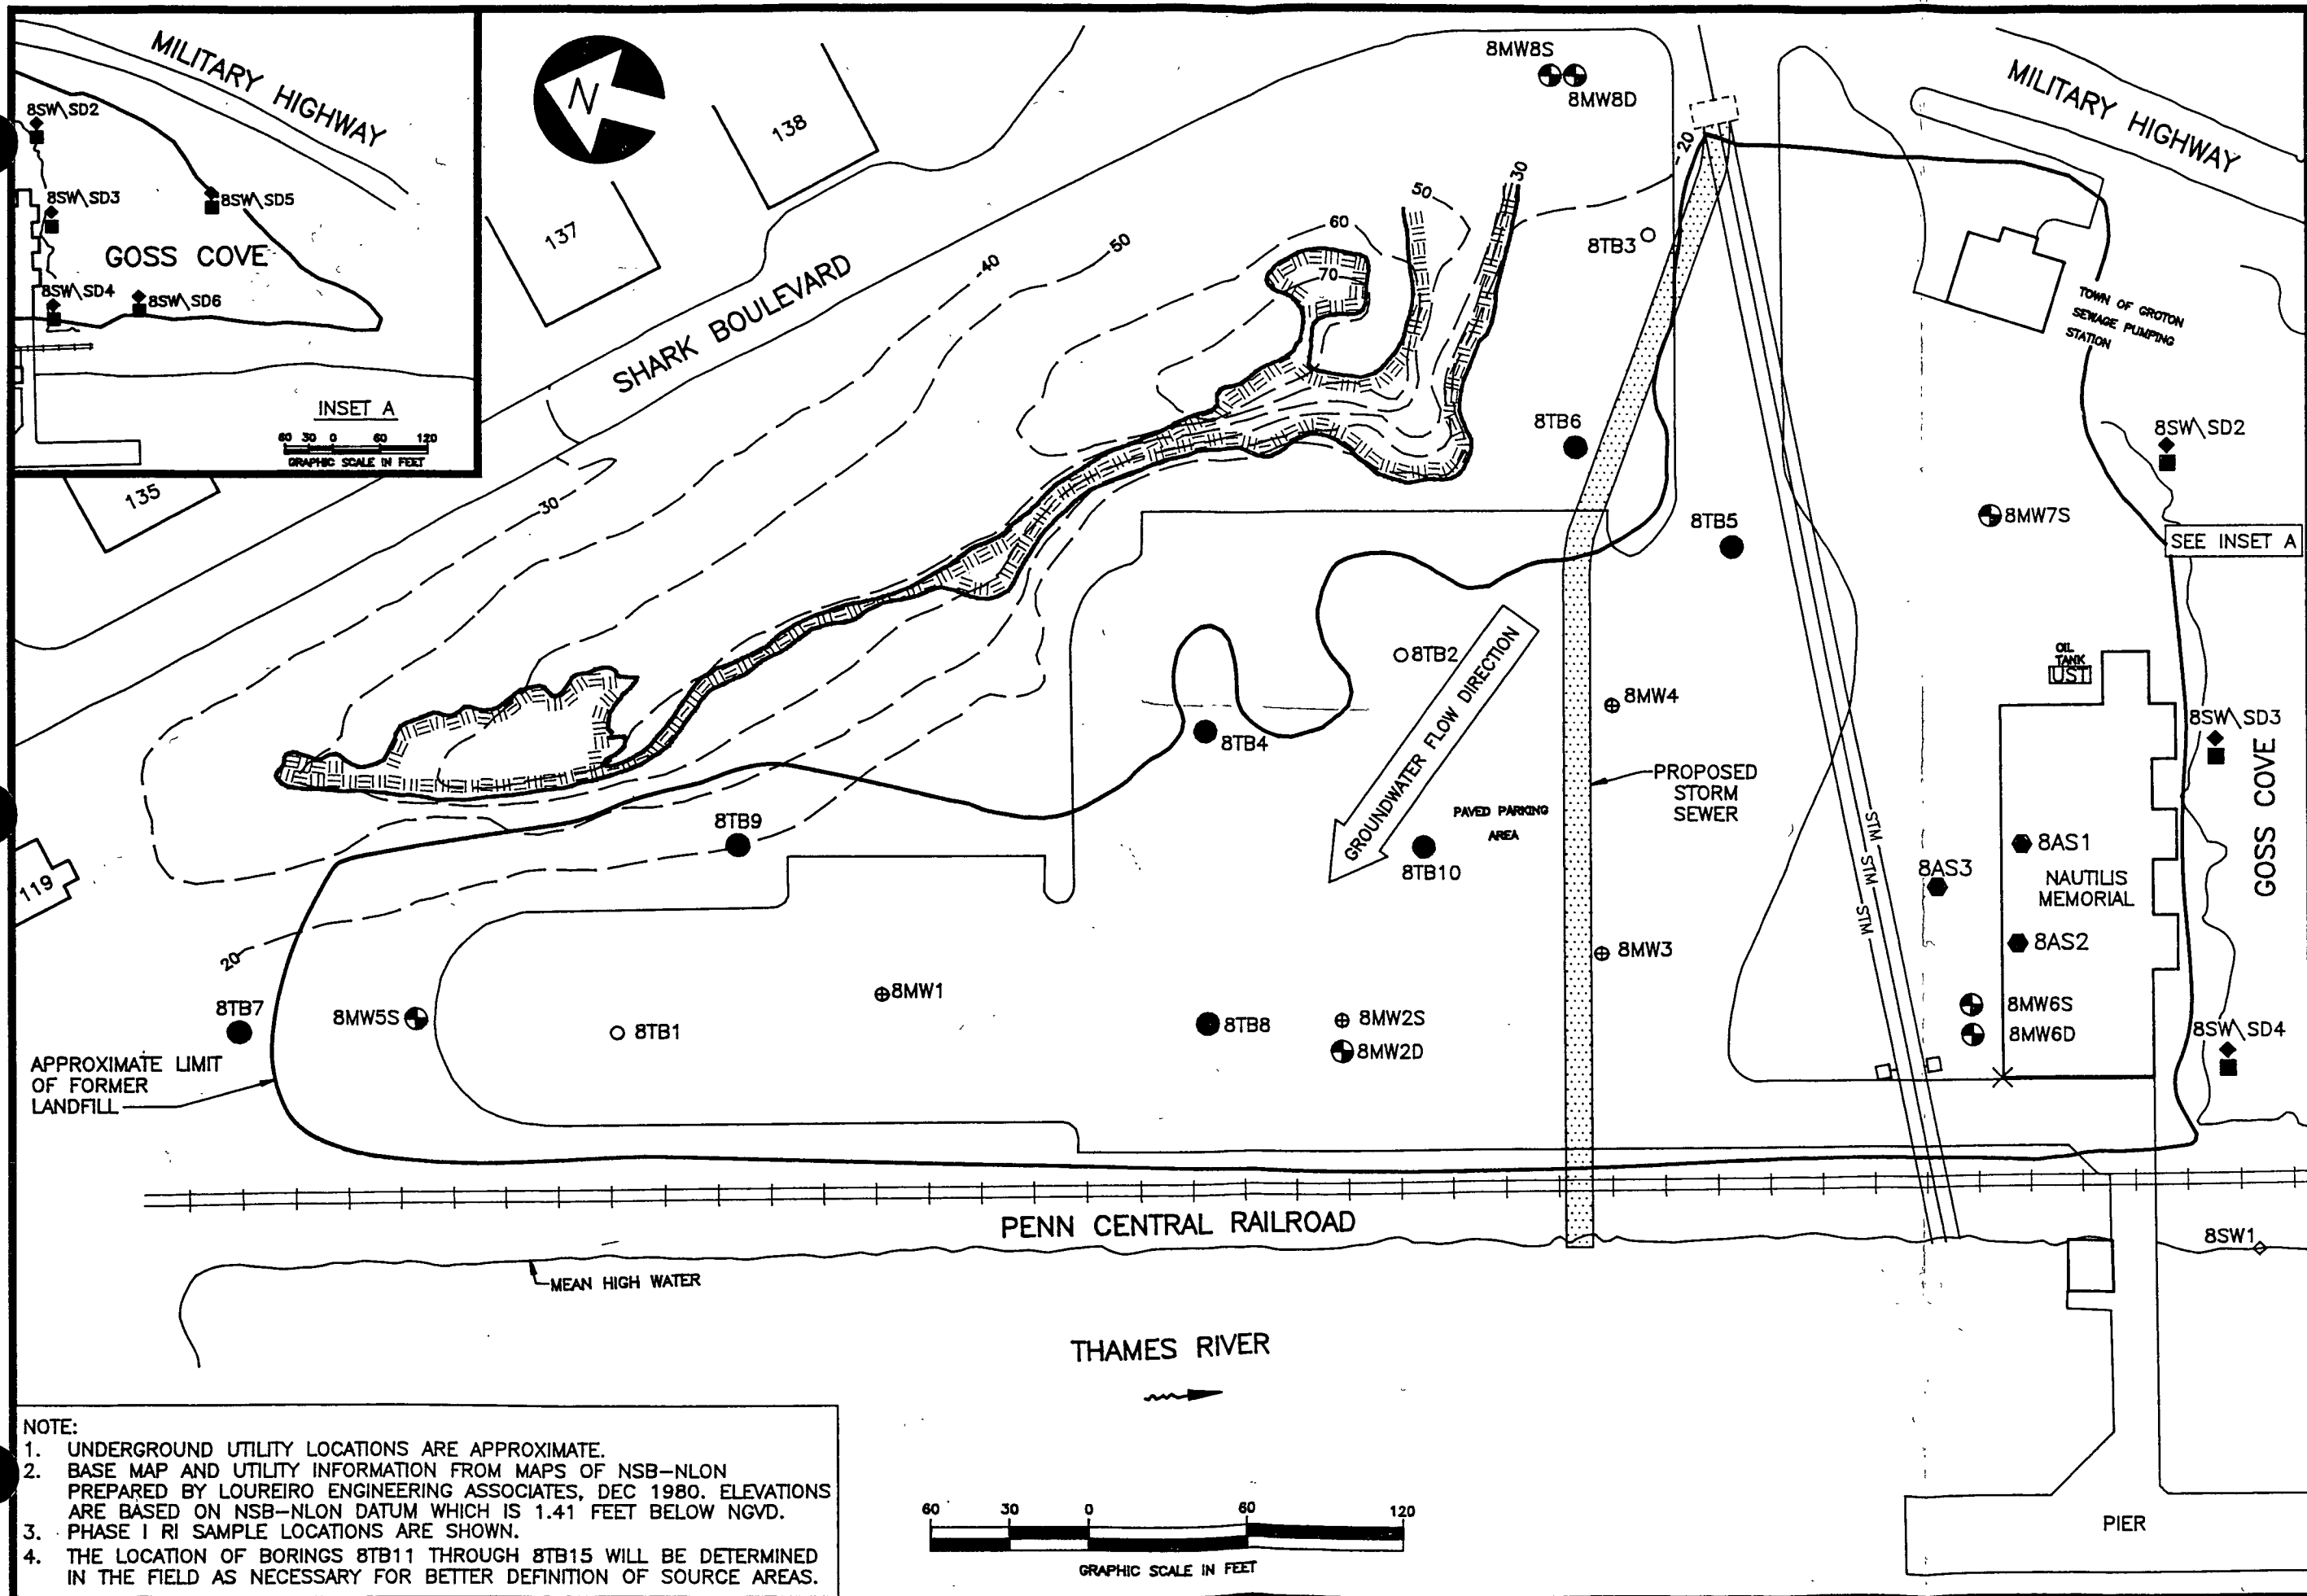 MILITARY HIGHWAY
8SW\SD2
8SW\SD3
8SW\SD5
GOSS COVE
8SW\SD4
8SW\SD6
INSET A
60 30 0 60 120
GRAPHIC SCALE IN FEET
N
138
137
135
119
SHARK BOULEVARD
8MW8S
8MW8D
MILITARY HIGHWAY
20
30
50
60
70
50
40
30
20
8TB3
TOWN OF GROTON
SEWAGE PUMPING
STATION
8TB6
8SW\SD2
8TB5
8MW7S
SEE INSET A
8TB2
GROUNDWATER FLOW DIRECTION
8MW4
OIL
TANK
UST
8TB4
8SW\SD3
GOSS COVE
PROPOSED
STORM
SEWER
PAVED PARKING
AREA
8TB9
8TB10
STM
STM
STM
8AS1
8AS3
NAUTILIS
MEMORIAL
8AS2
8MW3
8MW1
8TB7
8MW5S
8TB1
8TB8
8MW2S
8MW2D
8MW6S
8MW6D
8SW\SD4
APPROXIMATE LIMIT
OF FORMER
LANDFILL
PENN CENTRAL RAILROAD
8SW1
MEAN HIGH WATER
THAMES RIVER
NOTE:
1. UNDERGROUND UTILITY LOCATIONS ARE APPROXIMATE.
2. BASE MAP AND UTILITY INFORMATION FROM MAPS OF NSB-NLON
PREPARED BY LOUREIRO ENGINEERING ASSOCIATES, DEC 1980. ELEVATIONS
ARE BASED ON NSB-NLON DATUM WHICH IS 1.41 FEET BELOW NGVD.
3. PHASE I RI SAMPLE LOCATIONS ARE SHOWN.
4. THE LOCATION OF BORINGS 8TB11 THROUGH 8TB15 WILL BE DETERMINED
IN THE FIELD AS NECESSARY FOR BETTER DEFINITION OF SOURCE AREAS.
60 30 0 60 120
GRAPHIC SCALE IN FEET
PIER